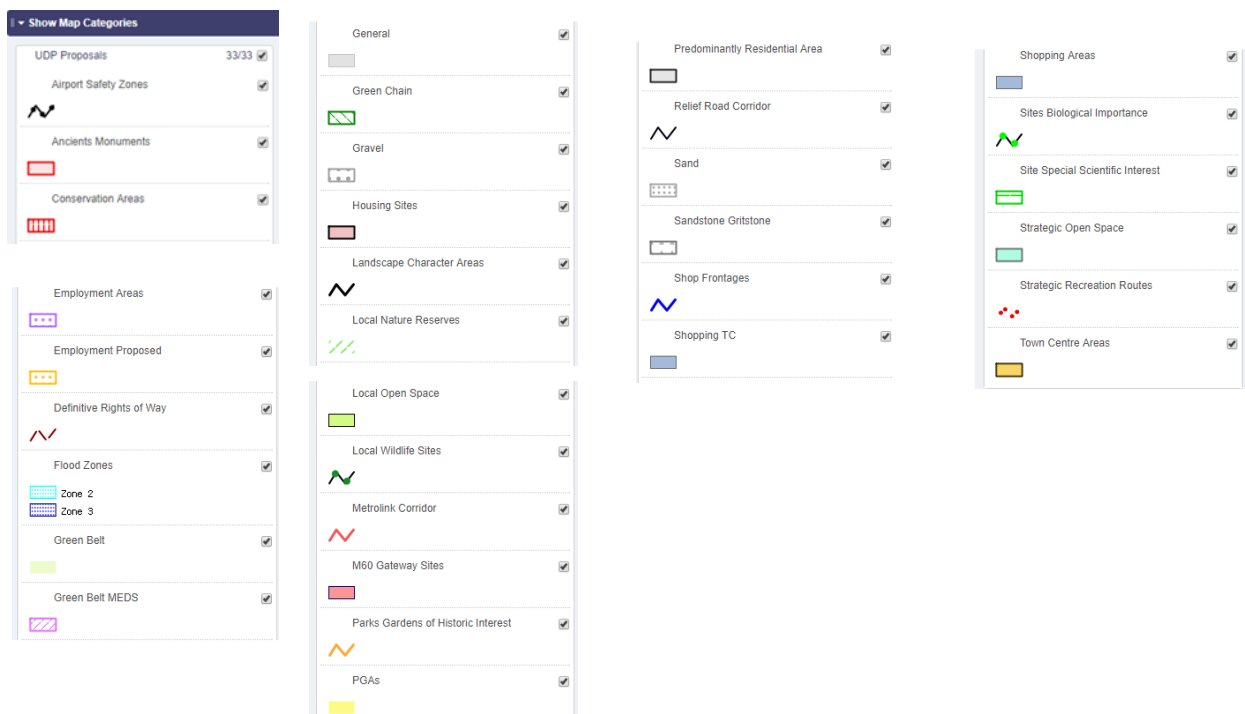 Show Map Categories
UDP Proposals 33/33
Airport Safety Zones
Ancients Monuments
Conservation Areas
Employment Areas
Employment Proposed
Definitive Rights of Way
Flood Zones
Zone 2
Zone 3
Green Belt
Green Belt MEDS
General
Green Chain
Gravel
Housing Sites
Landscape Character Areas
Local Nature Reserves
Local Open Space
Local Wildlife Sites
Metrolink Corridor
M60 Gateway Sites
Parks Gardens of Historic Interest
PGAs
Predominantly Residential Area
Relief Road Corridor
Sand
Sandstone Gritstone
Shop Frontages
Shopping TC
Shopping Areas
Sites Biological Importance
Site Special Scientific Interest
Strategic Open Space
Strategic Recreation Routes
Town Centre Areas